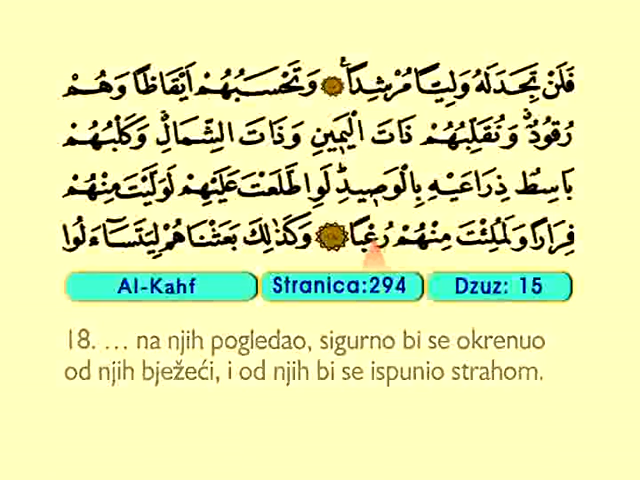 فَلَن تَجِدَ لَهُ وَلِيًّا مُّرْشِدًا ۝ وَتَحْسَبُهُمْ أَيْقَاظًا وَهُمْ
رُقُودٌ وَنُقَلِّبُهُمْ ذَاتَ الْيَمِينِ وَذَاتَ الشِّمَالِ وَكَلْبُهُم
بَاسِطٌ ذِرَاعَيْهِ بِالْوَصِيدِ لَوِ اطَّلَعْتَ عَلَيْهِمْ لَوَلَّيْتَ مِنْهُمْ
فِرَارًا وَلَمُلِئْتَ مِنْهُمْ رُعْبًا ۝ وَكَذَٰلِكَ بَعَثْنَاهُمْ لِيَتَسَاءَلُوا
Al-Kahf Stranica:294 Dzuz: 15
18. ... na njih pogledao, sigurno bi se okrenuo
od njih bježeći, i od njih bi se ispunio strahom.